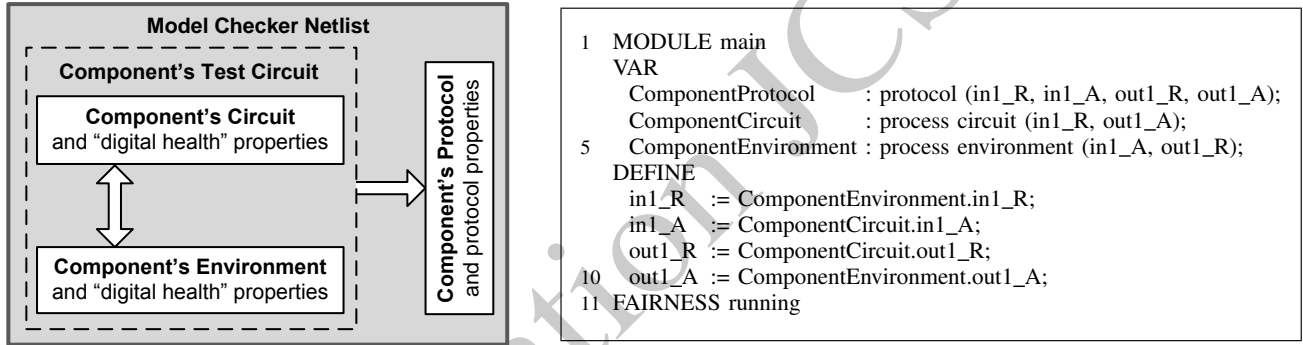 Model Checker Netlist
Component's Test Circuit
Component's Circuit
and “digital health” properties
Component's Environment
and “digital health” properties
Component's Protocol
and protocol properties
1 MODULE main
VAR
ComponentProtocol : protocol (in1_R, in1_A, out1_R, out1_A);
ComponentCircuit : process circuit (in1_R, out1_A);
5 ComponentEnvironment : process environment (in1_A, out1_R);
DEFINE
in1_R := ComponentEnvironment.in1_R;
in1_A := ComponentCircuit.in1_A;
out1_R := ComponentCircuit.out1_R;
10 out1_A := ComponentEnvironment.out1_A;
11 FAIRNESS running